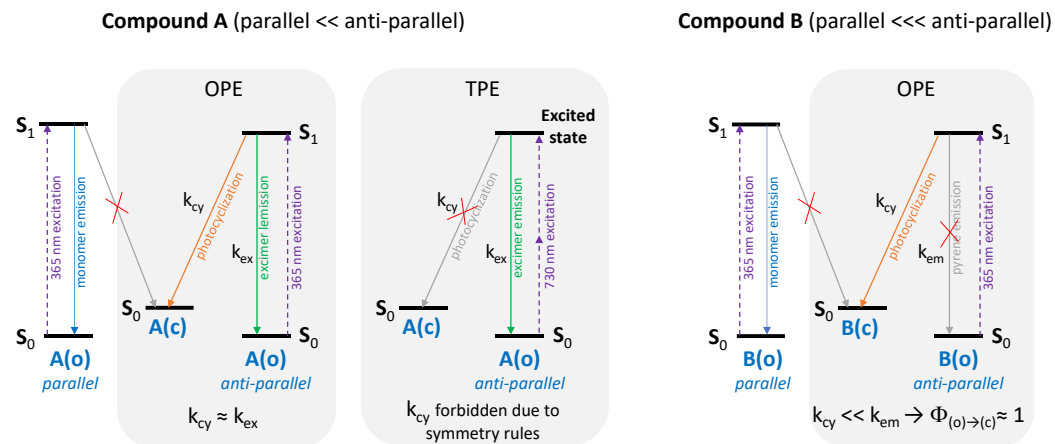 Compound A (parallel << anti-parallel)
OPE
S1
S1
365 nm excitation
monomer emission
kcy
photocyclization
kex
excimer lemission
365 nm excitation
S0
A(c)
S0
A(o)
parallel
A(o)
anti-parallel
S0
kcy ≈ kex
TPE
Excited
state
kcy
photocyclization
kex
excimer emission
730 nm excitation
S0
A(c)
A(o)
anti-parallel
S0
kcy forbidden due to
symmetry rules
Compound B (parallel <<< anti-parallel)
OPE
S1
S1
365 nm excitation
monomer emission
kcy
photocyclization
kem
pyrene emission
365 nm excitation
S0
B(c)
S0
B(o)
parallel
B(o)
anti-parallel
S0
kcy << kem → Φ(o)→(c)≈ 1